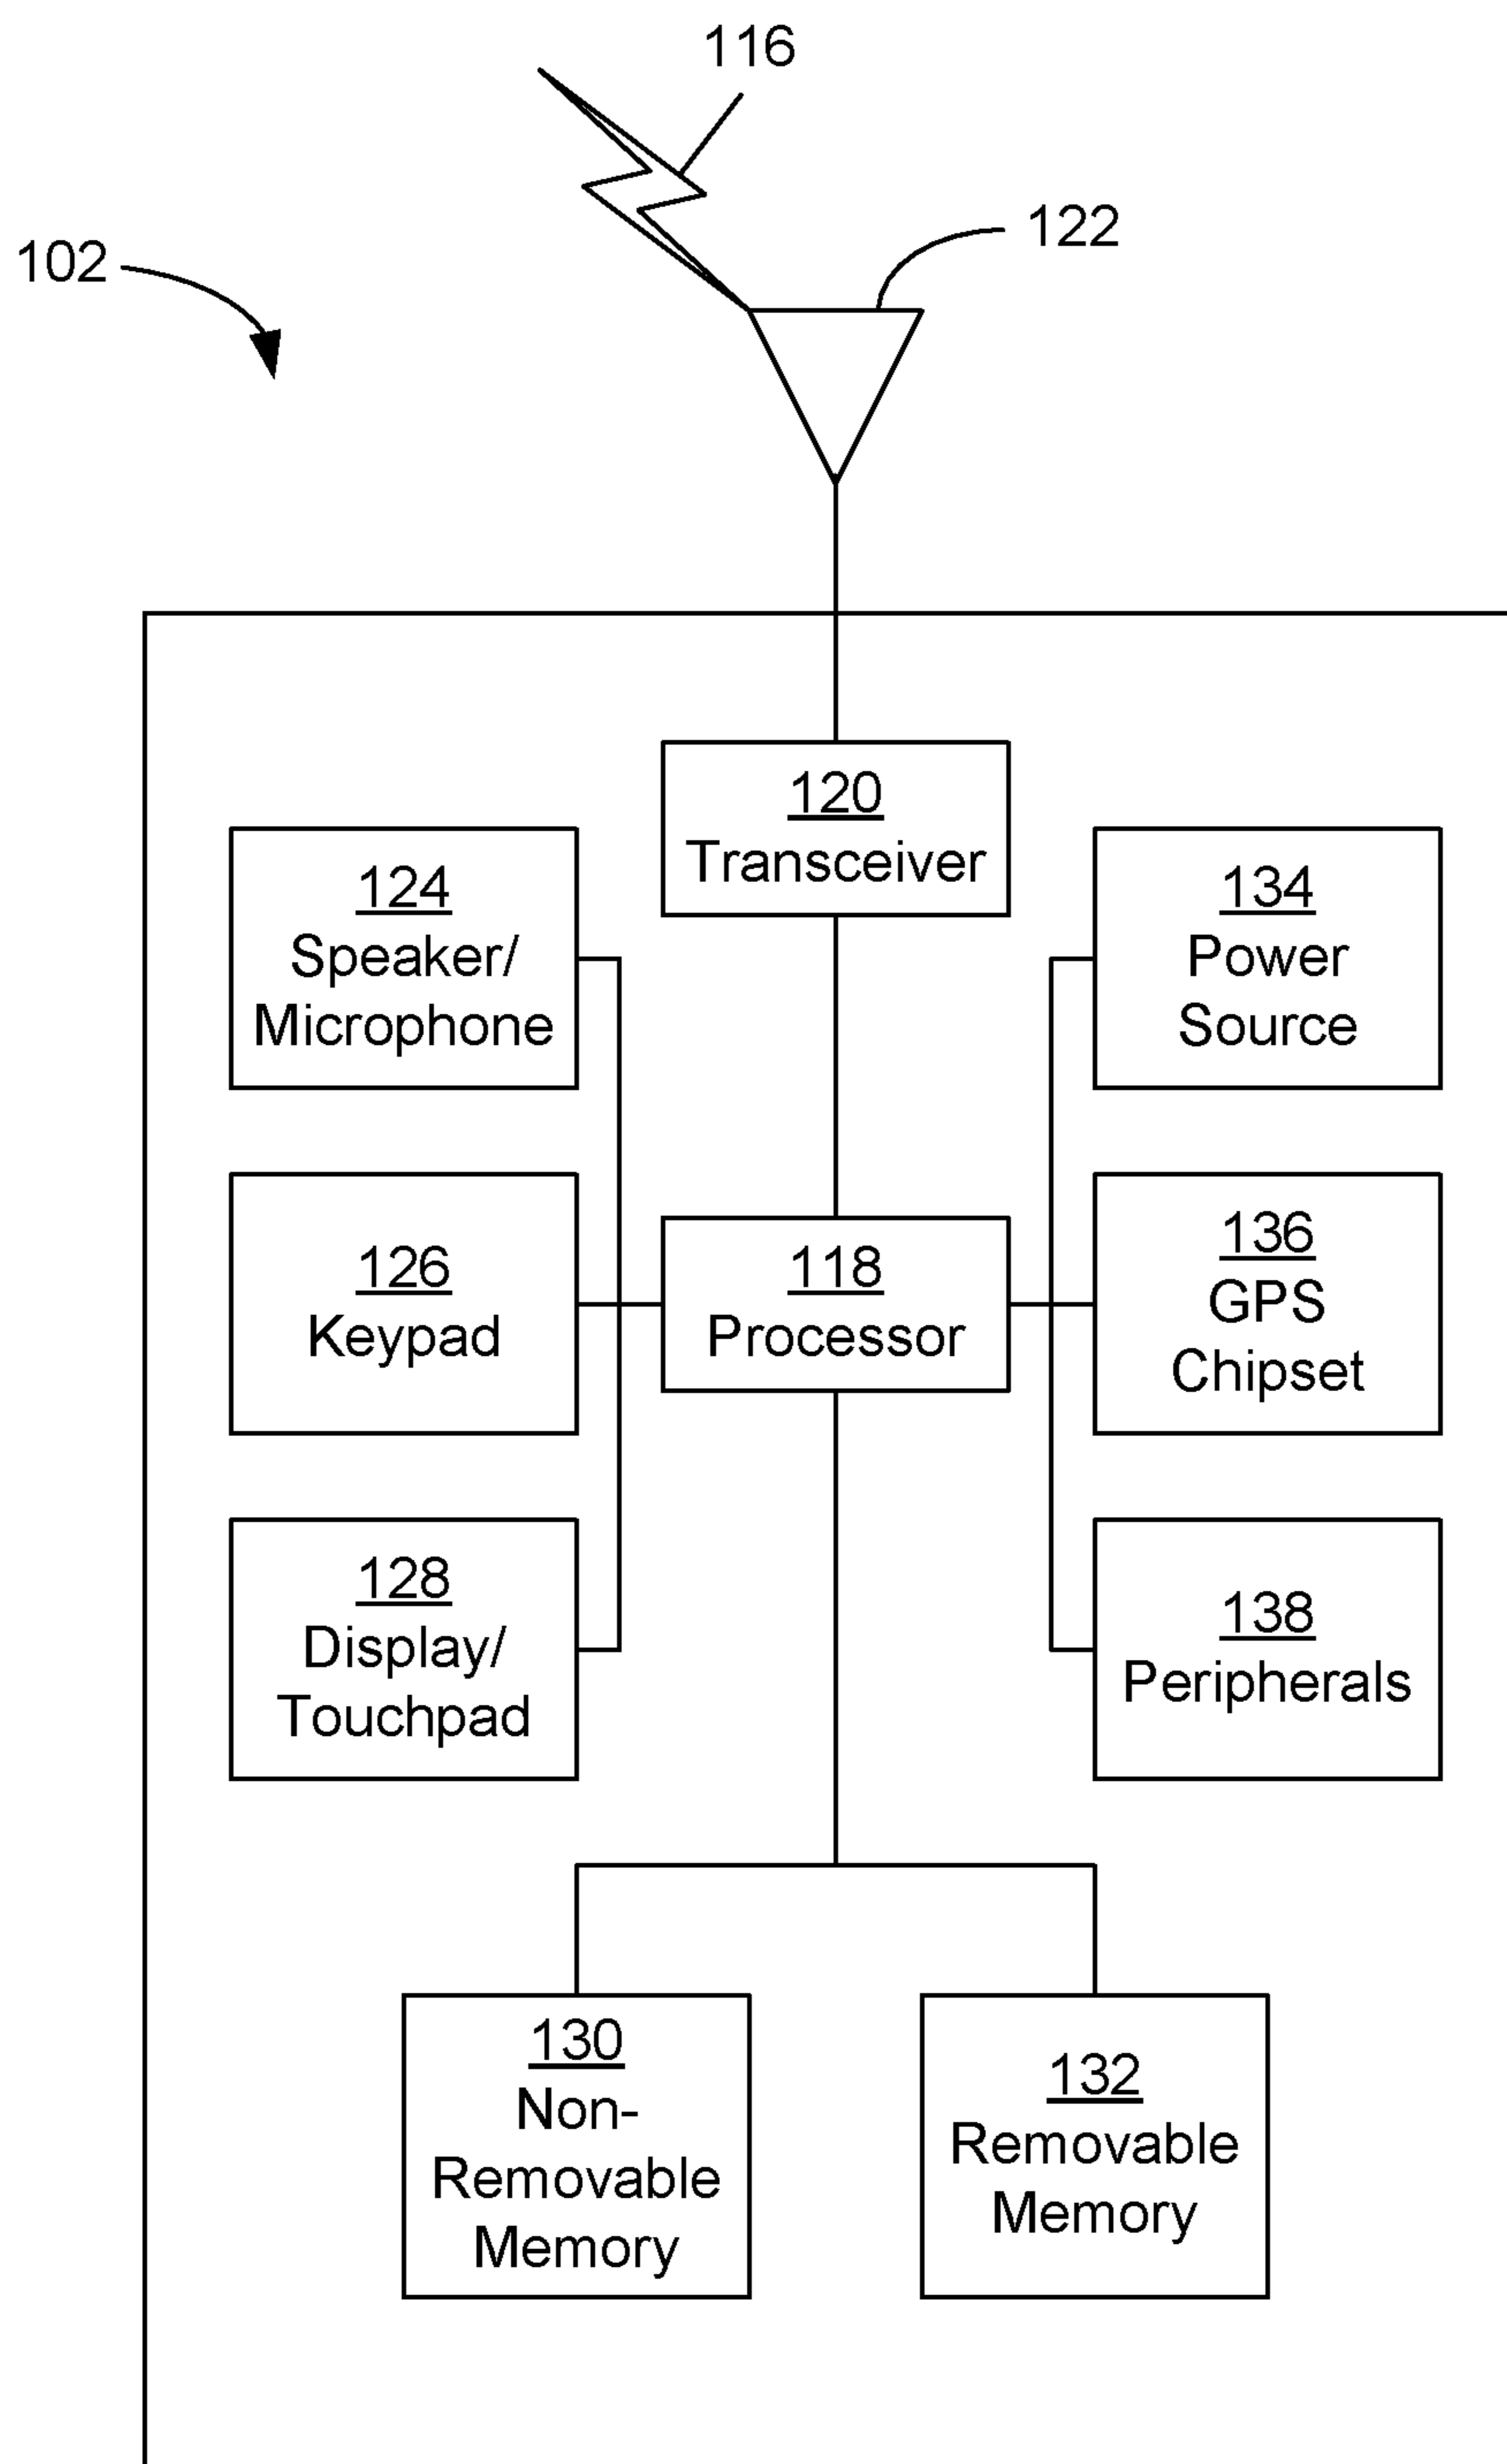 116
122
102
120
Transceiver
124
Speaker/
Microphone
134
Power
Source
126
Keypad
118
Processor
136
GPS
Chipset
128
Display/
Touchpad
138
Peripherals
130
Non-
Removable
Memory
132
Removable
Memory